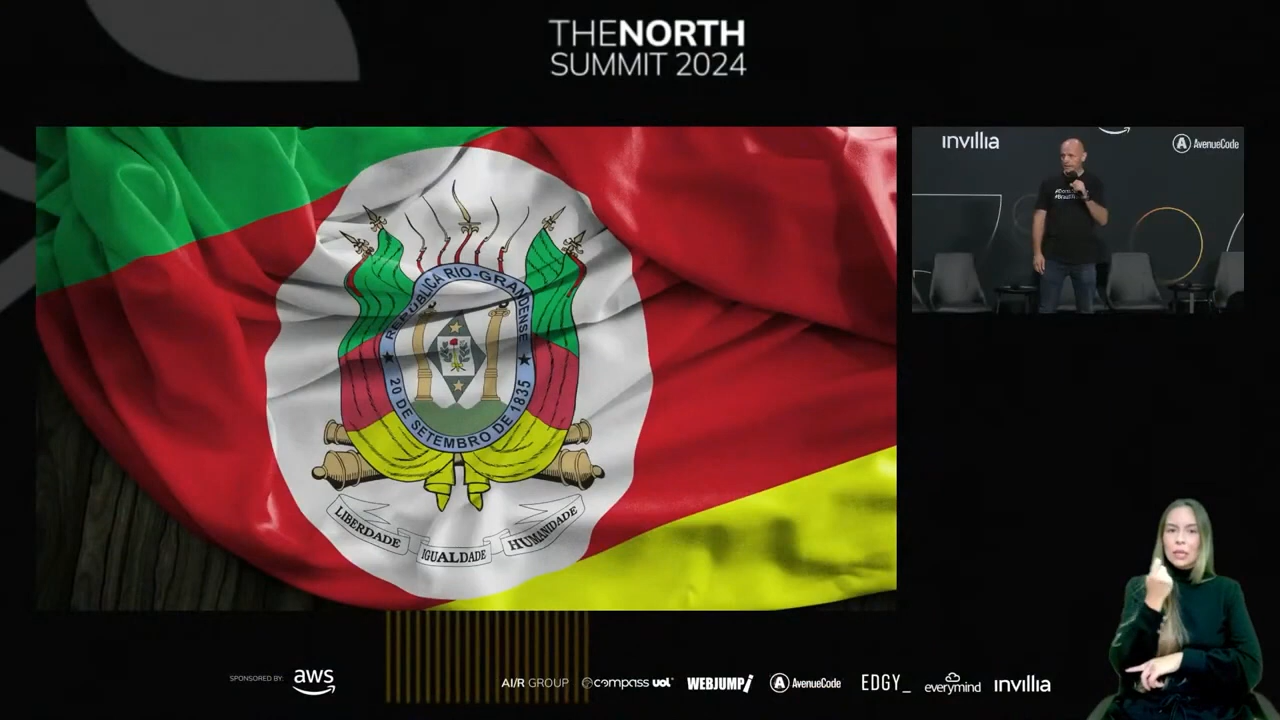 THENORTH
SUMMIT 2024
REPÚBLICA RIO-GRANDENSE
20 DE SETEMBRO DE 1835
LIBERDADE
IGUALDADE
HUMANIDADE
invillia
AvenueCode
SPONSORED BY:
aws
AI/R GROUP
compass uol
WEBJUMP
AvenueCode
EDGY_
everymind
invillia